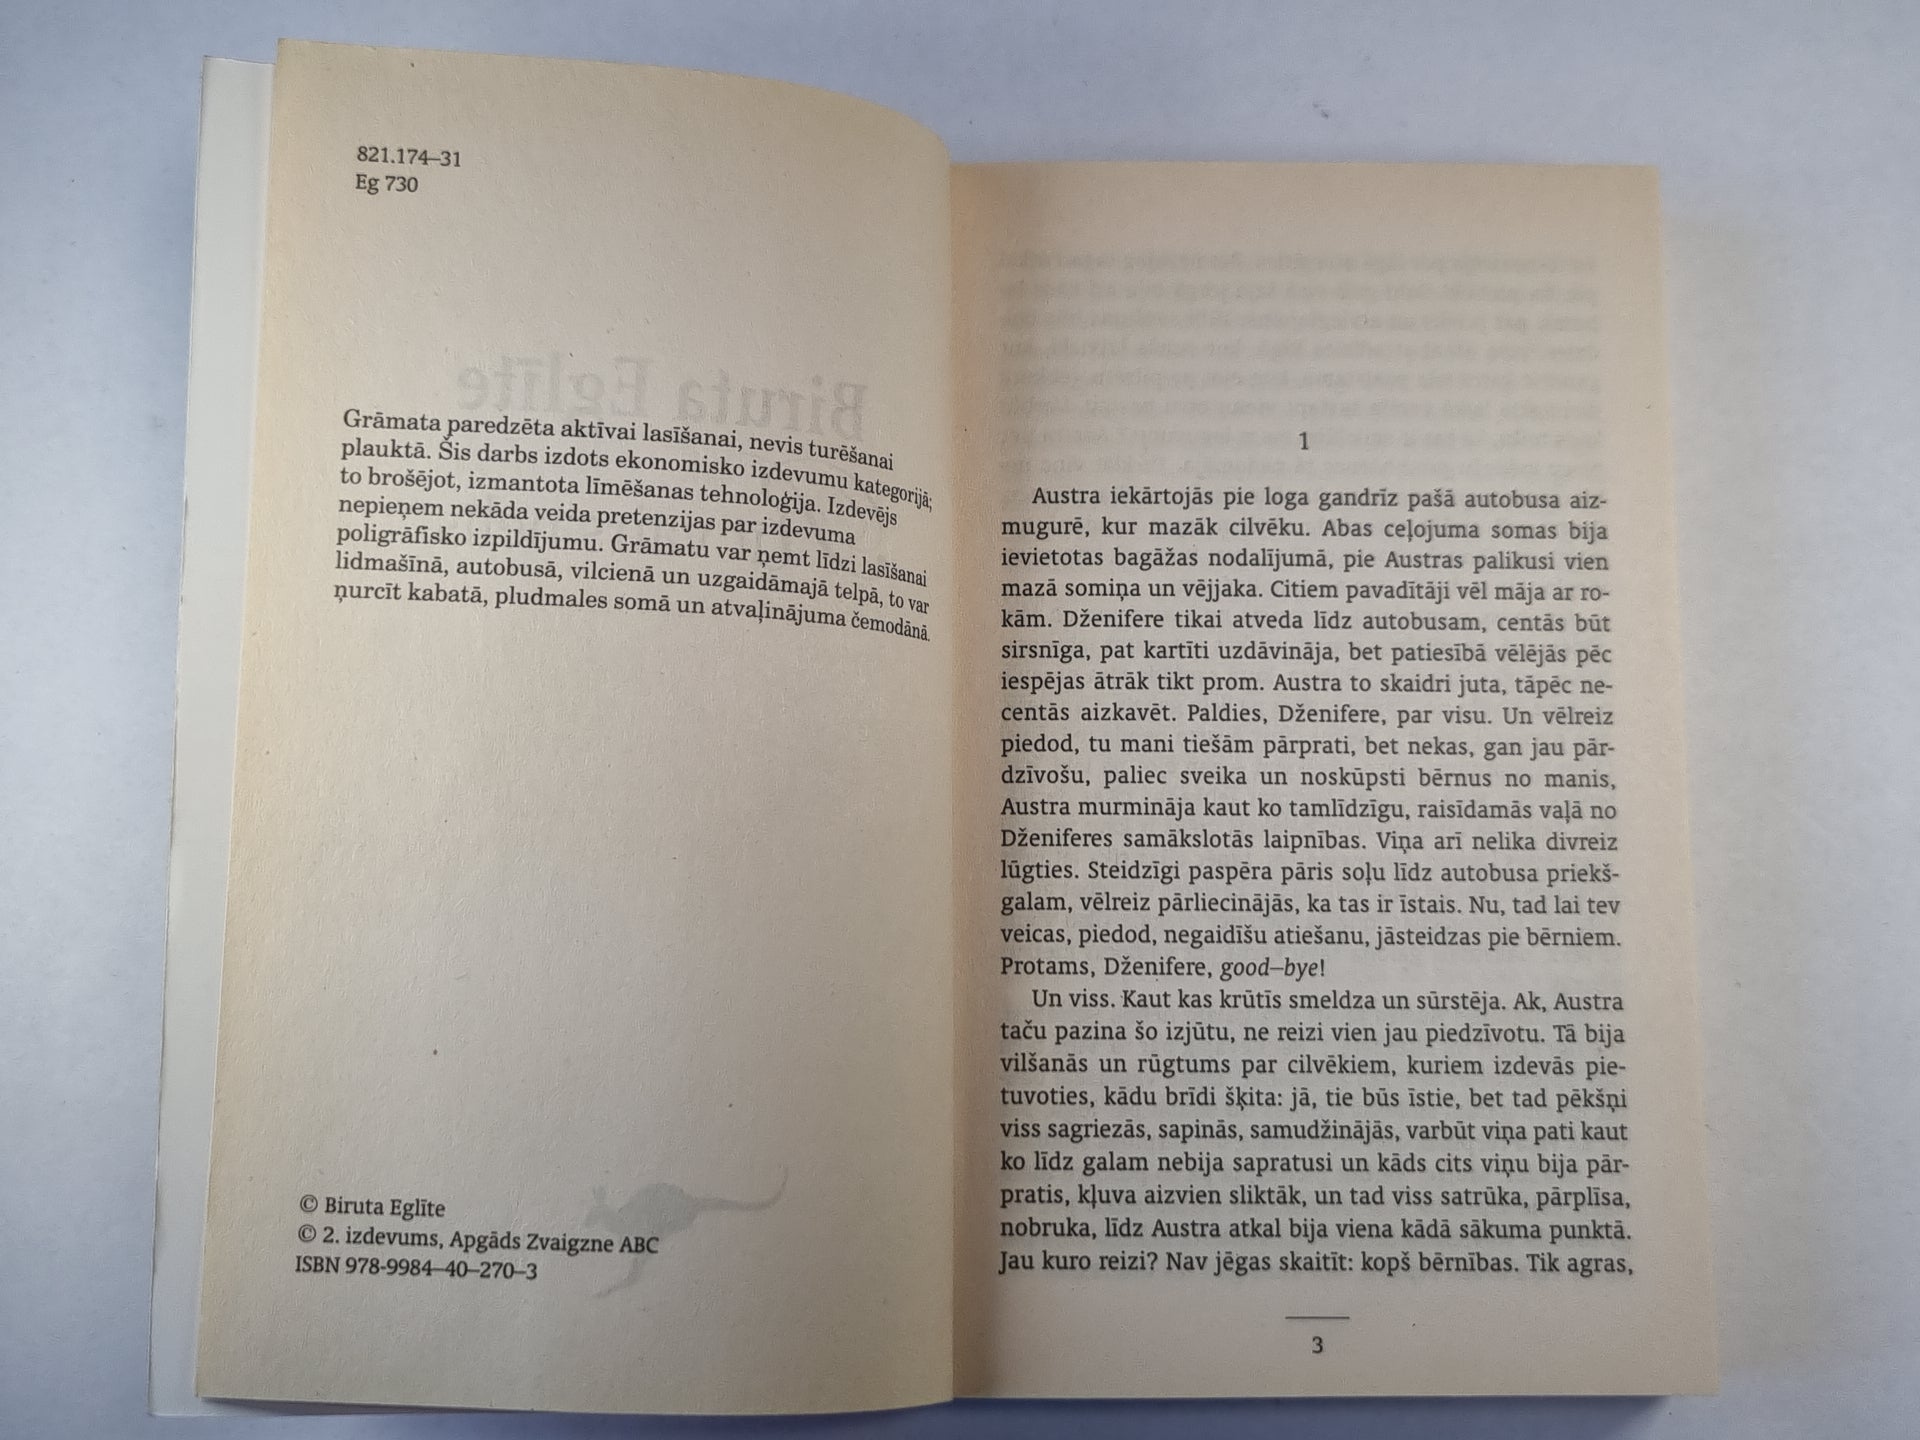 821.174–31
Eg 730
Biruta Eglīte
Grāmata paredzēta aktīvai lasīšanai, nevis turēšanai
plauktā. Šis darbs izdots ekonomisko izdevumu kategorijā;
to brošējot, izmantota līmēšanas tehnoloģija. Izdevējs
nepieņem nekāda veida pretenzijas par izdevuma
poligrāfisko izpildījumu. Grāmatu var ņemt līdzi lasīšanai
lidmašīnā, autobusā, vilcienā un uzgaidāmajā telpā, to var
ņurcīt kabatā, pludmales somā un atvaļinājuma čemodānā.
© Biruta Eglīte
© 2. izdevums, Apgāds Zvaigzne ABC
ISBN 978-9984–40–270–3
1
Austra iekārtojās pie loga gandrīz pašā autobusa aiz-
mugurē, kur mazāk cilvēku. Abas ceļojuma somas bija
ievietotas bagāžas nodalījumā, pie Austras palikusi vien
mazā somiņa un vējjaka. Citiem pavadītāji vēl māja ar ro-
kām. Dženifere tikai atveda līdz autobusam, centās būt
sirsnīga, pat kartīti uzdāvināja, bet patiesībā vēlējās pēc
iespējas ātrāk tikt prom. Austra to skaidri juta, tāpēc ne-
centās aizkavēt. Paldies, Dženifere, par visu. Un vēlreiz
piedod, tu mani tiešām pārprati, bet nekas, gan jau pār-
dzīvošu, paliec sveika un noskūpsti bērnus no manis,
Austra murmināja kaut ko tamlīdzīgu, raisīdamās vaļā no
Dženiferes samākslotās laipnības. Viņa arī nelika divreiz
lūgties. Steidzīgi paspēra pāris soļu līdz autobusa priekš-
galam, vēlreiz pārliecinājās, ka tas ir īstais. Nu, tad lai tev
veicas, piedod, negaidīšu atiešanu, jāsteidzas pie bērniem.
Protams, Dženifere, good–bye!
Un viss. Kaut kas krūtīs smeldza un sūrstēja. Ak, Austra
taču pazina šo izjūtu, ne reizi vien jau piedzīvotu. Tā bija
vilšanās un rūgtums par cilvēkiem, kuriem izdevās pie-
tuvoties, kādu brīdi šķita: jā, tie būs īstie, bet tad pēkšņi
viss sagriezās, sapinās, samudžinājās, varbūt viņa pati kaut
ko līdz galam nebija sapratusi un kāds cits viņu bija pār-
pratis, kļuva aizvien sliktāk, un tad viss satrūka, pārplīsa,
nobruka, līdz Austra atkal bija viena kādā sākuma punktā.
Jau kuro reizi? Nav jēgas skaitīt: kopš bērnības. Tik agras,
3